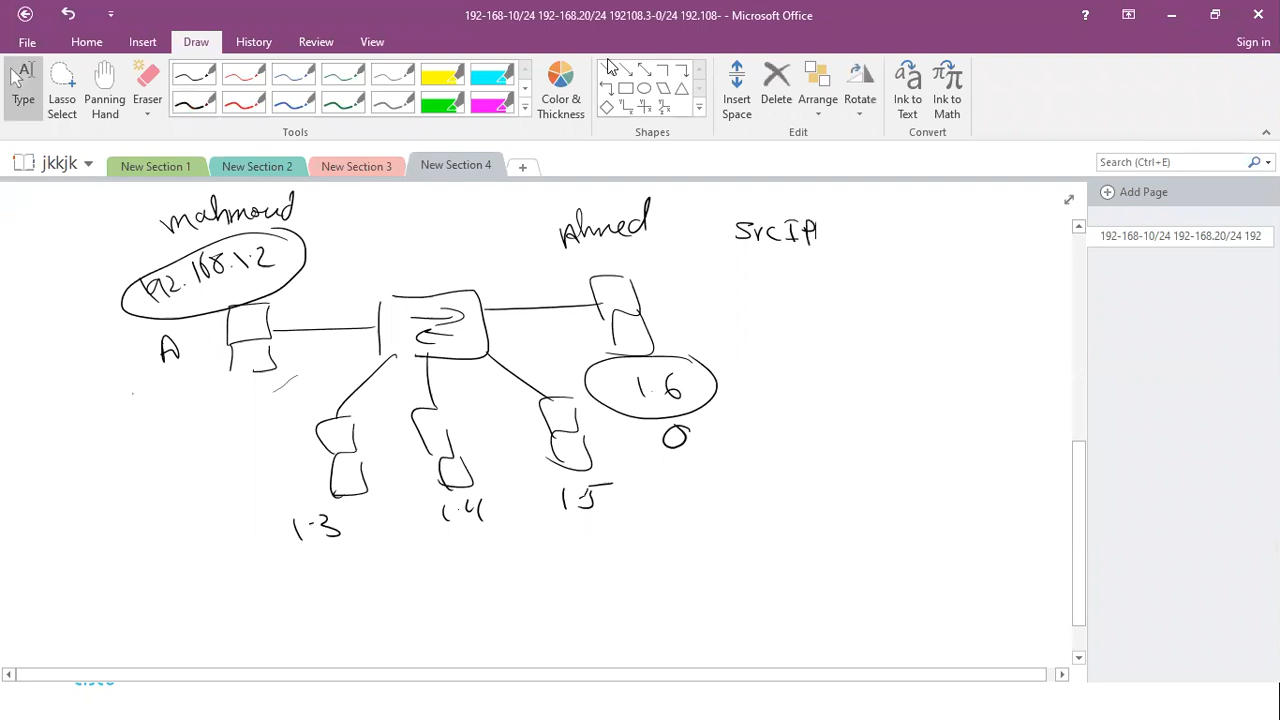 192-168-10/24 192-168.20/24 192108.3-0/24 192.108- - Microsoft Office
File Home Insert Draw History Review View Sign in
Type
Lasso Select
Panning Hand
Eraser
Color & Thickness
Insert Space
Delete
Arrange
Rotate
Ink to Text
Ink to Math
Tools Shapes Edit Convert
jkkjk New Section 1 New Section 2 New Section 3 New Section 4 Search (Ctrl+E)
Add Page
192-168-10/24 192-168.20/24 192
mahmoud Ahmed Src IP
192.168.1.2
A
1.6
1.3 1.4 1.5
CISCO